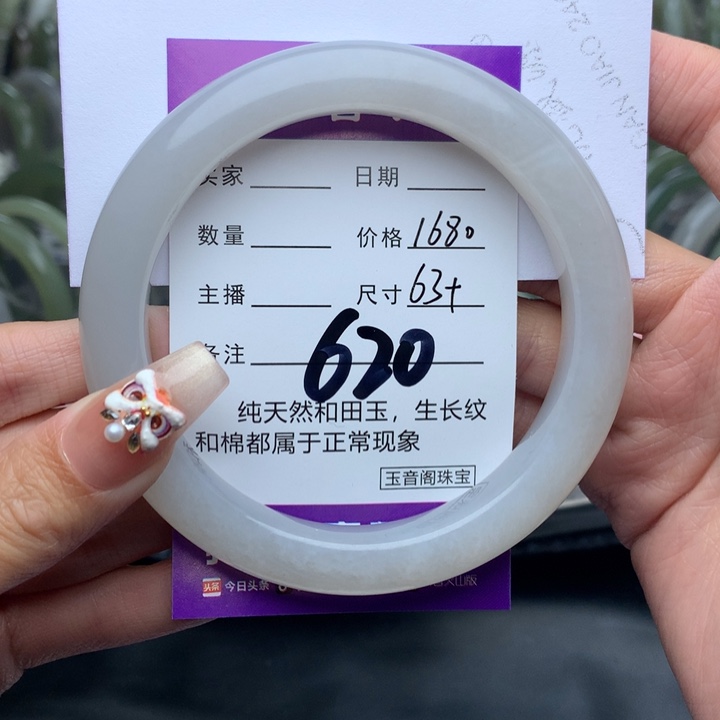 买家 日期
数量 价格 1680
主播 尺寸 63+
备注
620
纯天然和田玉，生长纹
和棉都属于正常现象
玉音阁珠宝
头条 今日头条